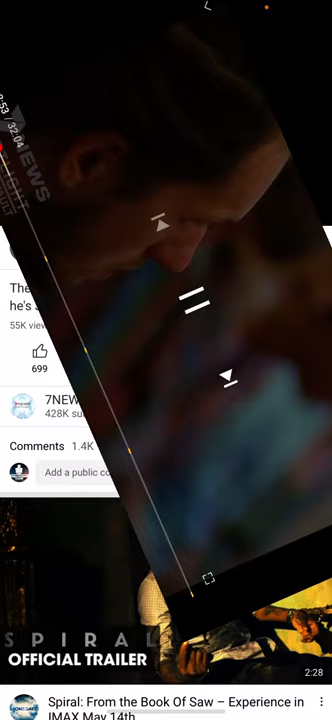 :53 / 32:04
NEWS
The
he's
55K view
699
7NEW
428K su
Comments 1.4K
Add a public co
SPIRAL
OFFICIAL TRAILER
2:28
Spiral: From the Book Of Saw – Experience in
IMAX May 14th